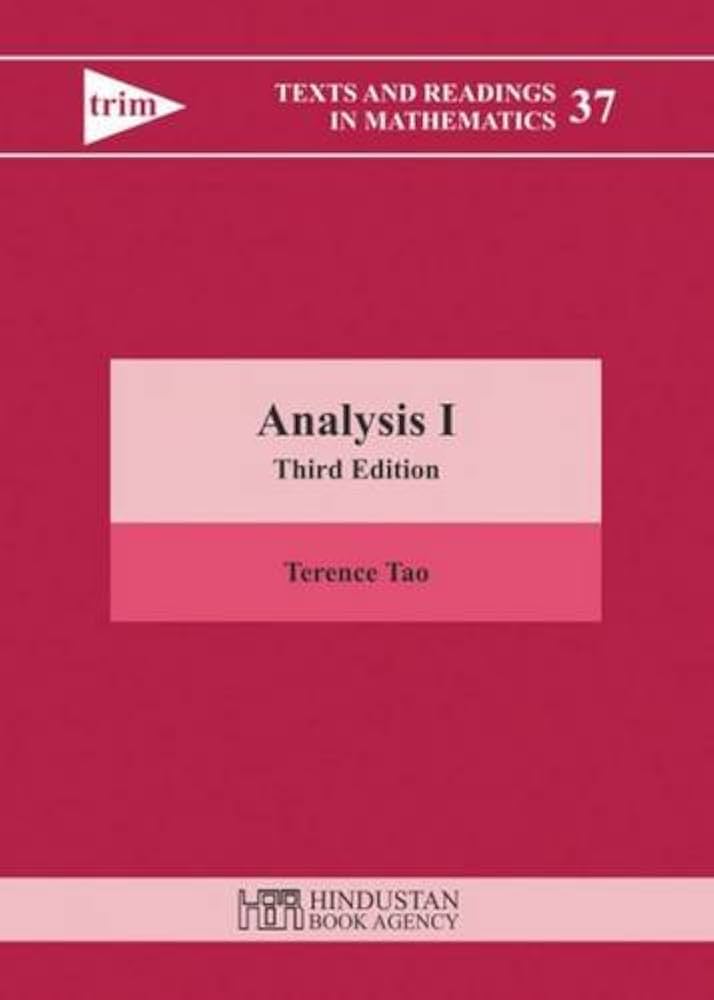 trim
TEXTS AND READINGS
IN MATHEMATICS 37
Analysis I
Third Edition
Terence Tao
HINDUSTAN
BOOK AGENCY